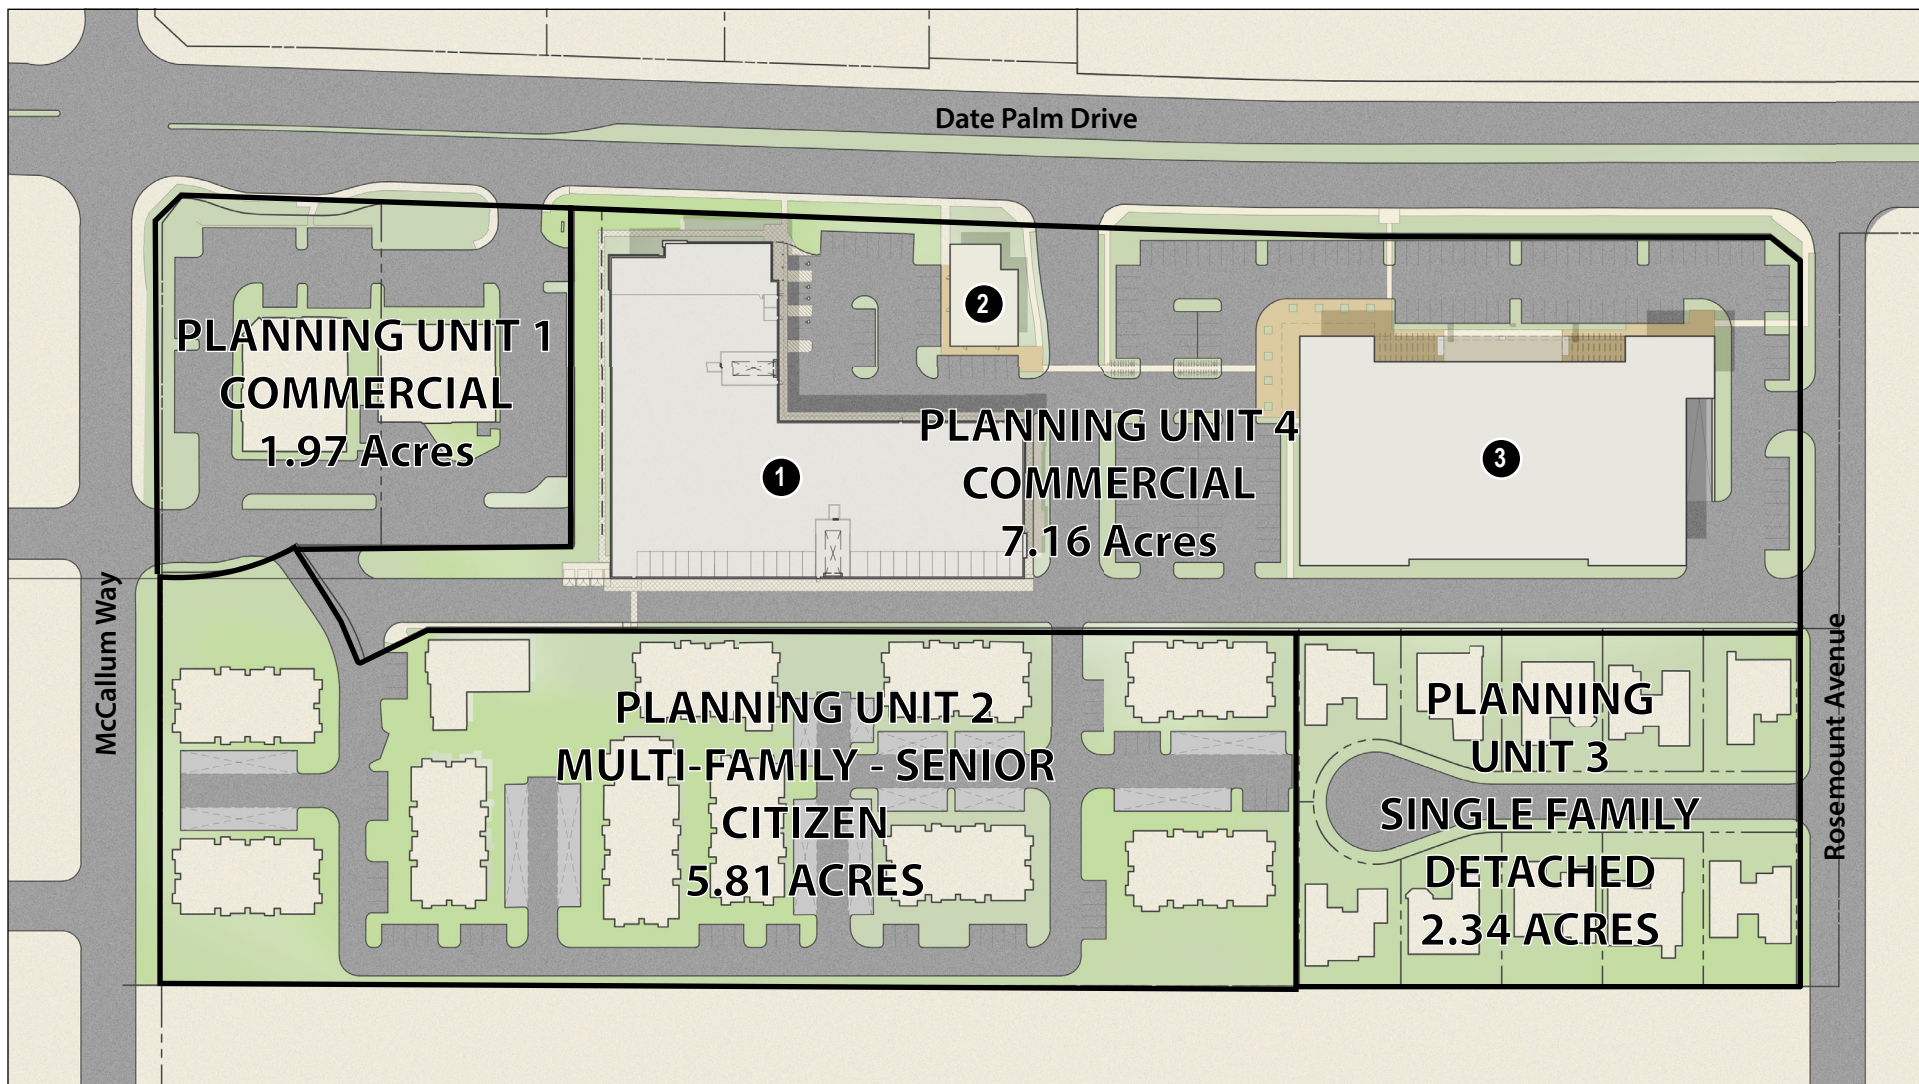 Date Palm Drive
PLANNING UNIT 1
COMMERCIAL
1.97 Acres
2
1
PLANNING UNIT 4
COMMERCIAL
7.16 Acres
3
McCallum Way
PLANNING UNIT 2
MULTI-FAMILY - SENIOR
CITIZEN
5.81 ACRES
PLANNING
UNIT 3
SINGLE FAMILY
DETACHED
2.34 ACRES
Rosemount Avenue